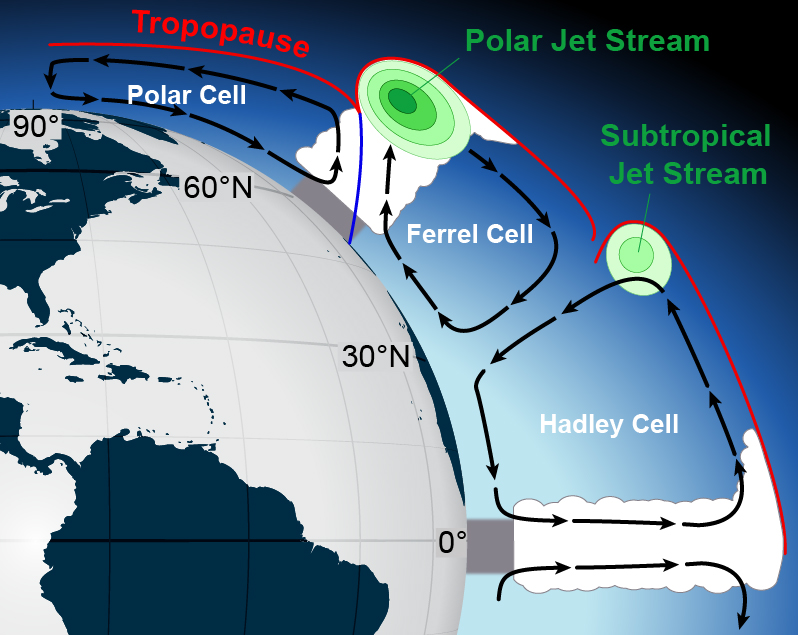 Tropopause
Polar Jet Stream
Polar Cell
90°
Subtropical
Jet Stream
60°N
Ferrel Cell
30°N
Hadley Cell
0°